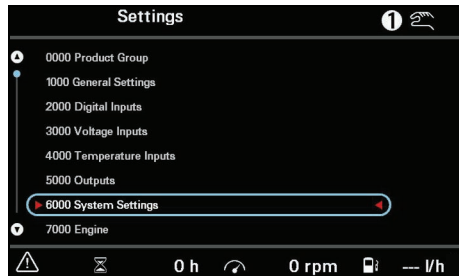 Settings
1
0000 Product Group
1000 General Settings
2000 Digital Inputs
3000 Voltage Inputs
4000 Temperature Inputs
5000 Outputs
6000 System Settings
7000 Engine
0 h 0 rpm --- l/h